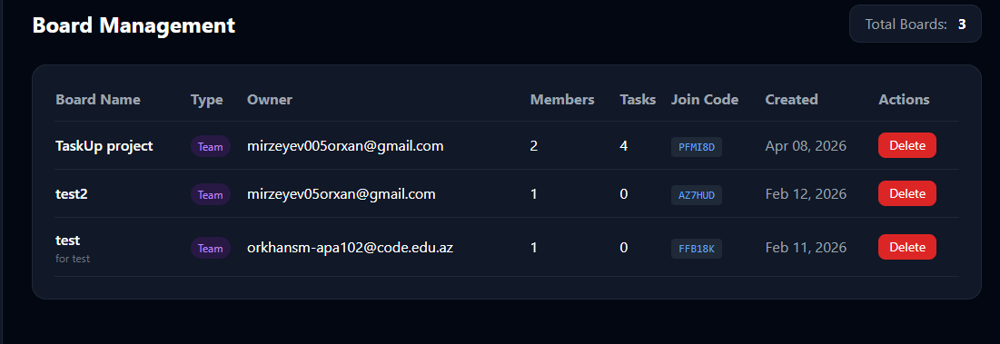 Board Management
Total Boards: 3
Board Name Type Owner Members Tasks Join Code Created Actions
TaskUp project Team mirzeyev005orxan@gmail.com 2 4 PFMI8D Apr 08, 2026 Delete
test2 Team mirzeyev05orxan@gmail.com 1 0 AZ7HUD Feb 12, 2026 Delete
test Team orkhansm-apa102@code.edu.az 1 0 FFB18K Feb 11, 2026 Delete
for test